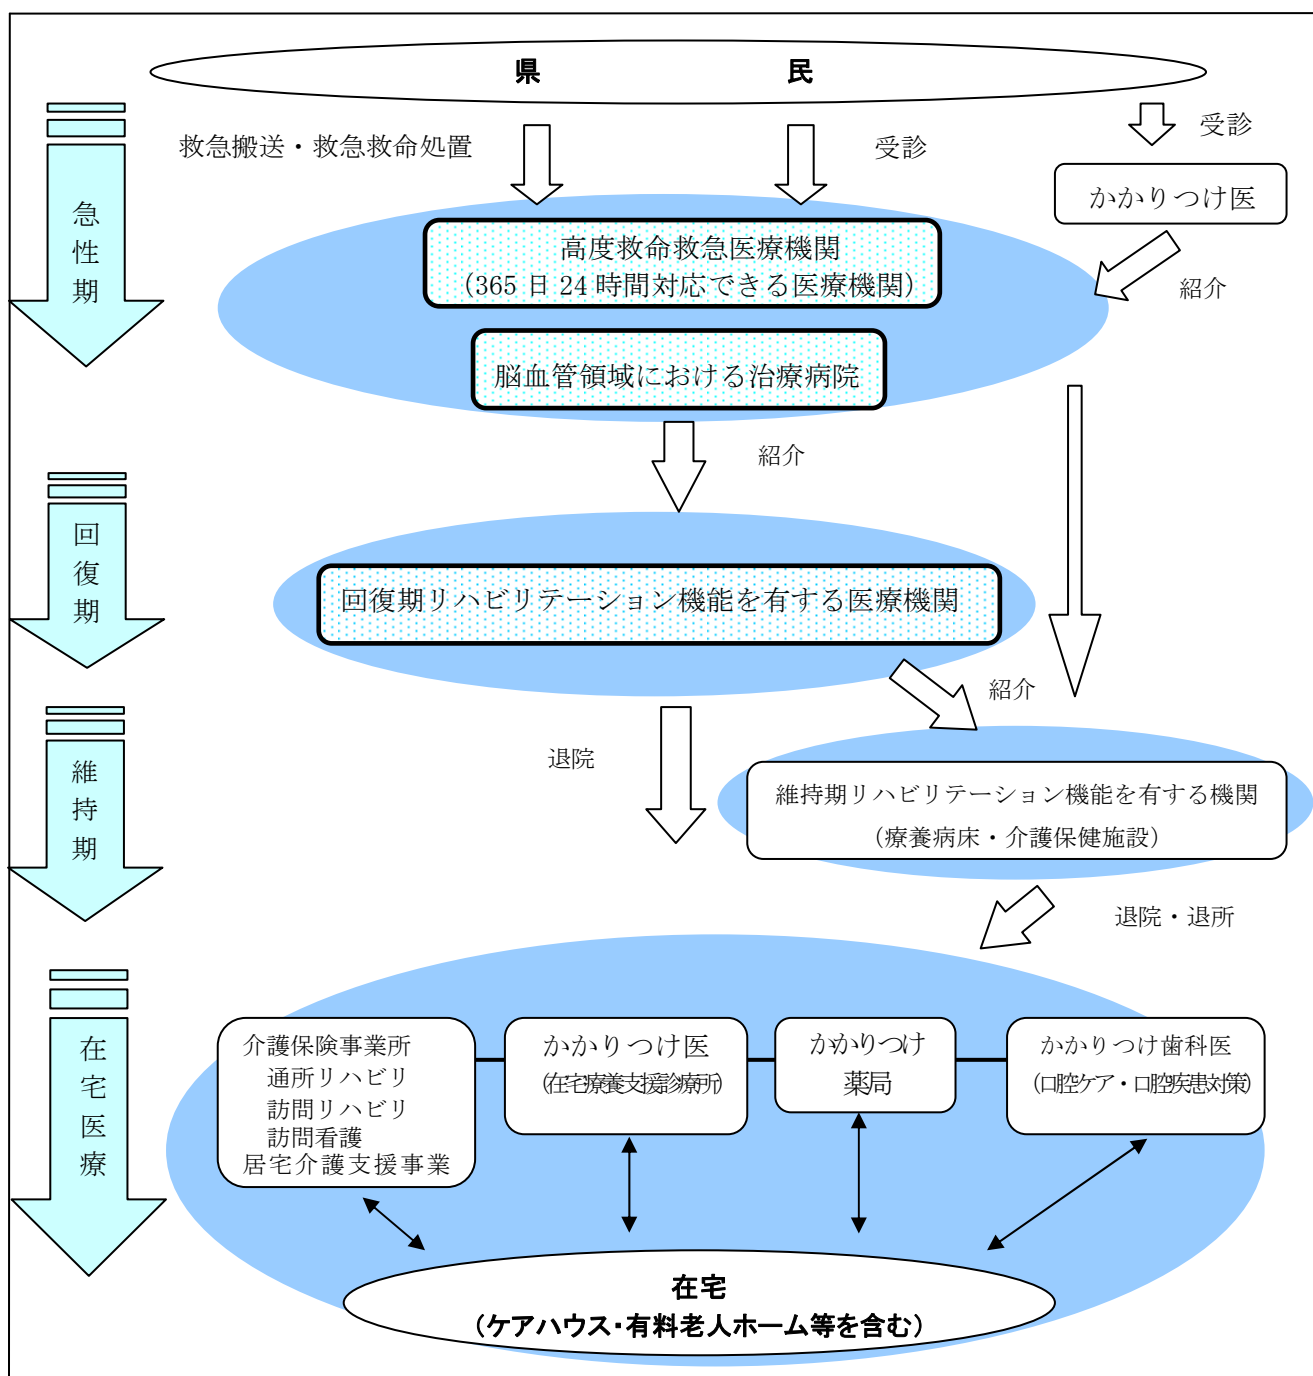 県　民
救急搬送・救急救命処置
受診
受診
かかりつけ医
紹介
急性期
高度救命救急医療機関
（365 日 24 時間対応できる医療機関）
脳血管領域における治療病院
紹介
回復期
回復期リハビリテーション機能を有する医療機関
紹介
退院
維持期
維持期リハビリテーション機能を有する機関
（療養病床・介護保健施設）
退院・退所
在宅医療
介護保険事業所
通所リハビリ
訪問リハビリ
訪問看護
居宅介護支援事業
かかりつけ医
(在宅療養支援診療所)
かかりつけ
薬局
かかりつけ歯科医
(口腔ケア・口腔疾患対策)
在宅
（ケアハウス・有料老人ホーム等を含む）